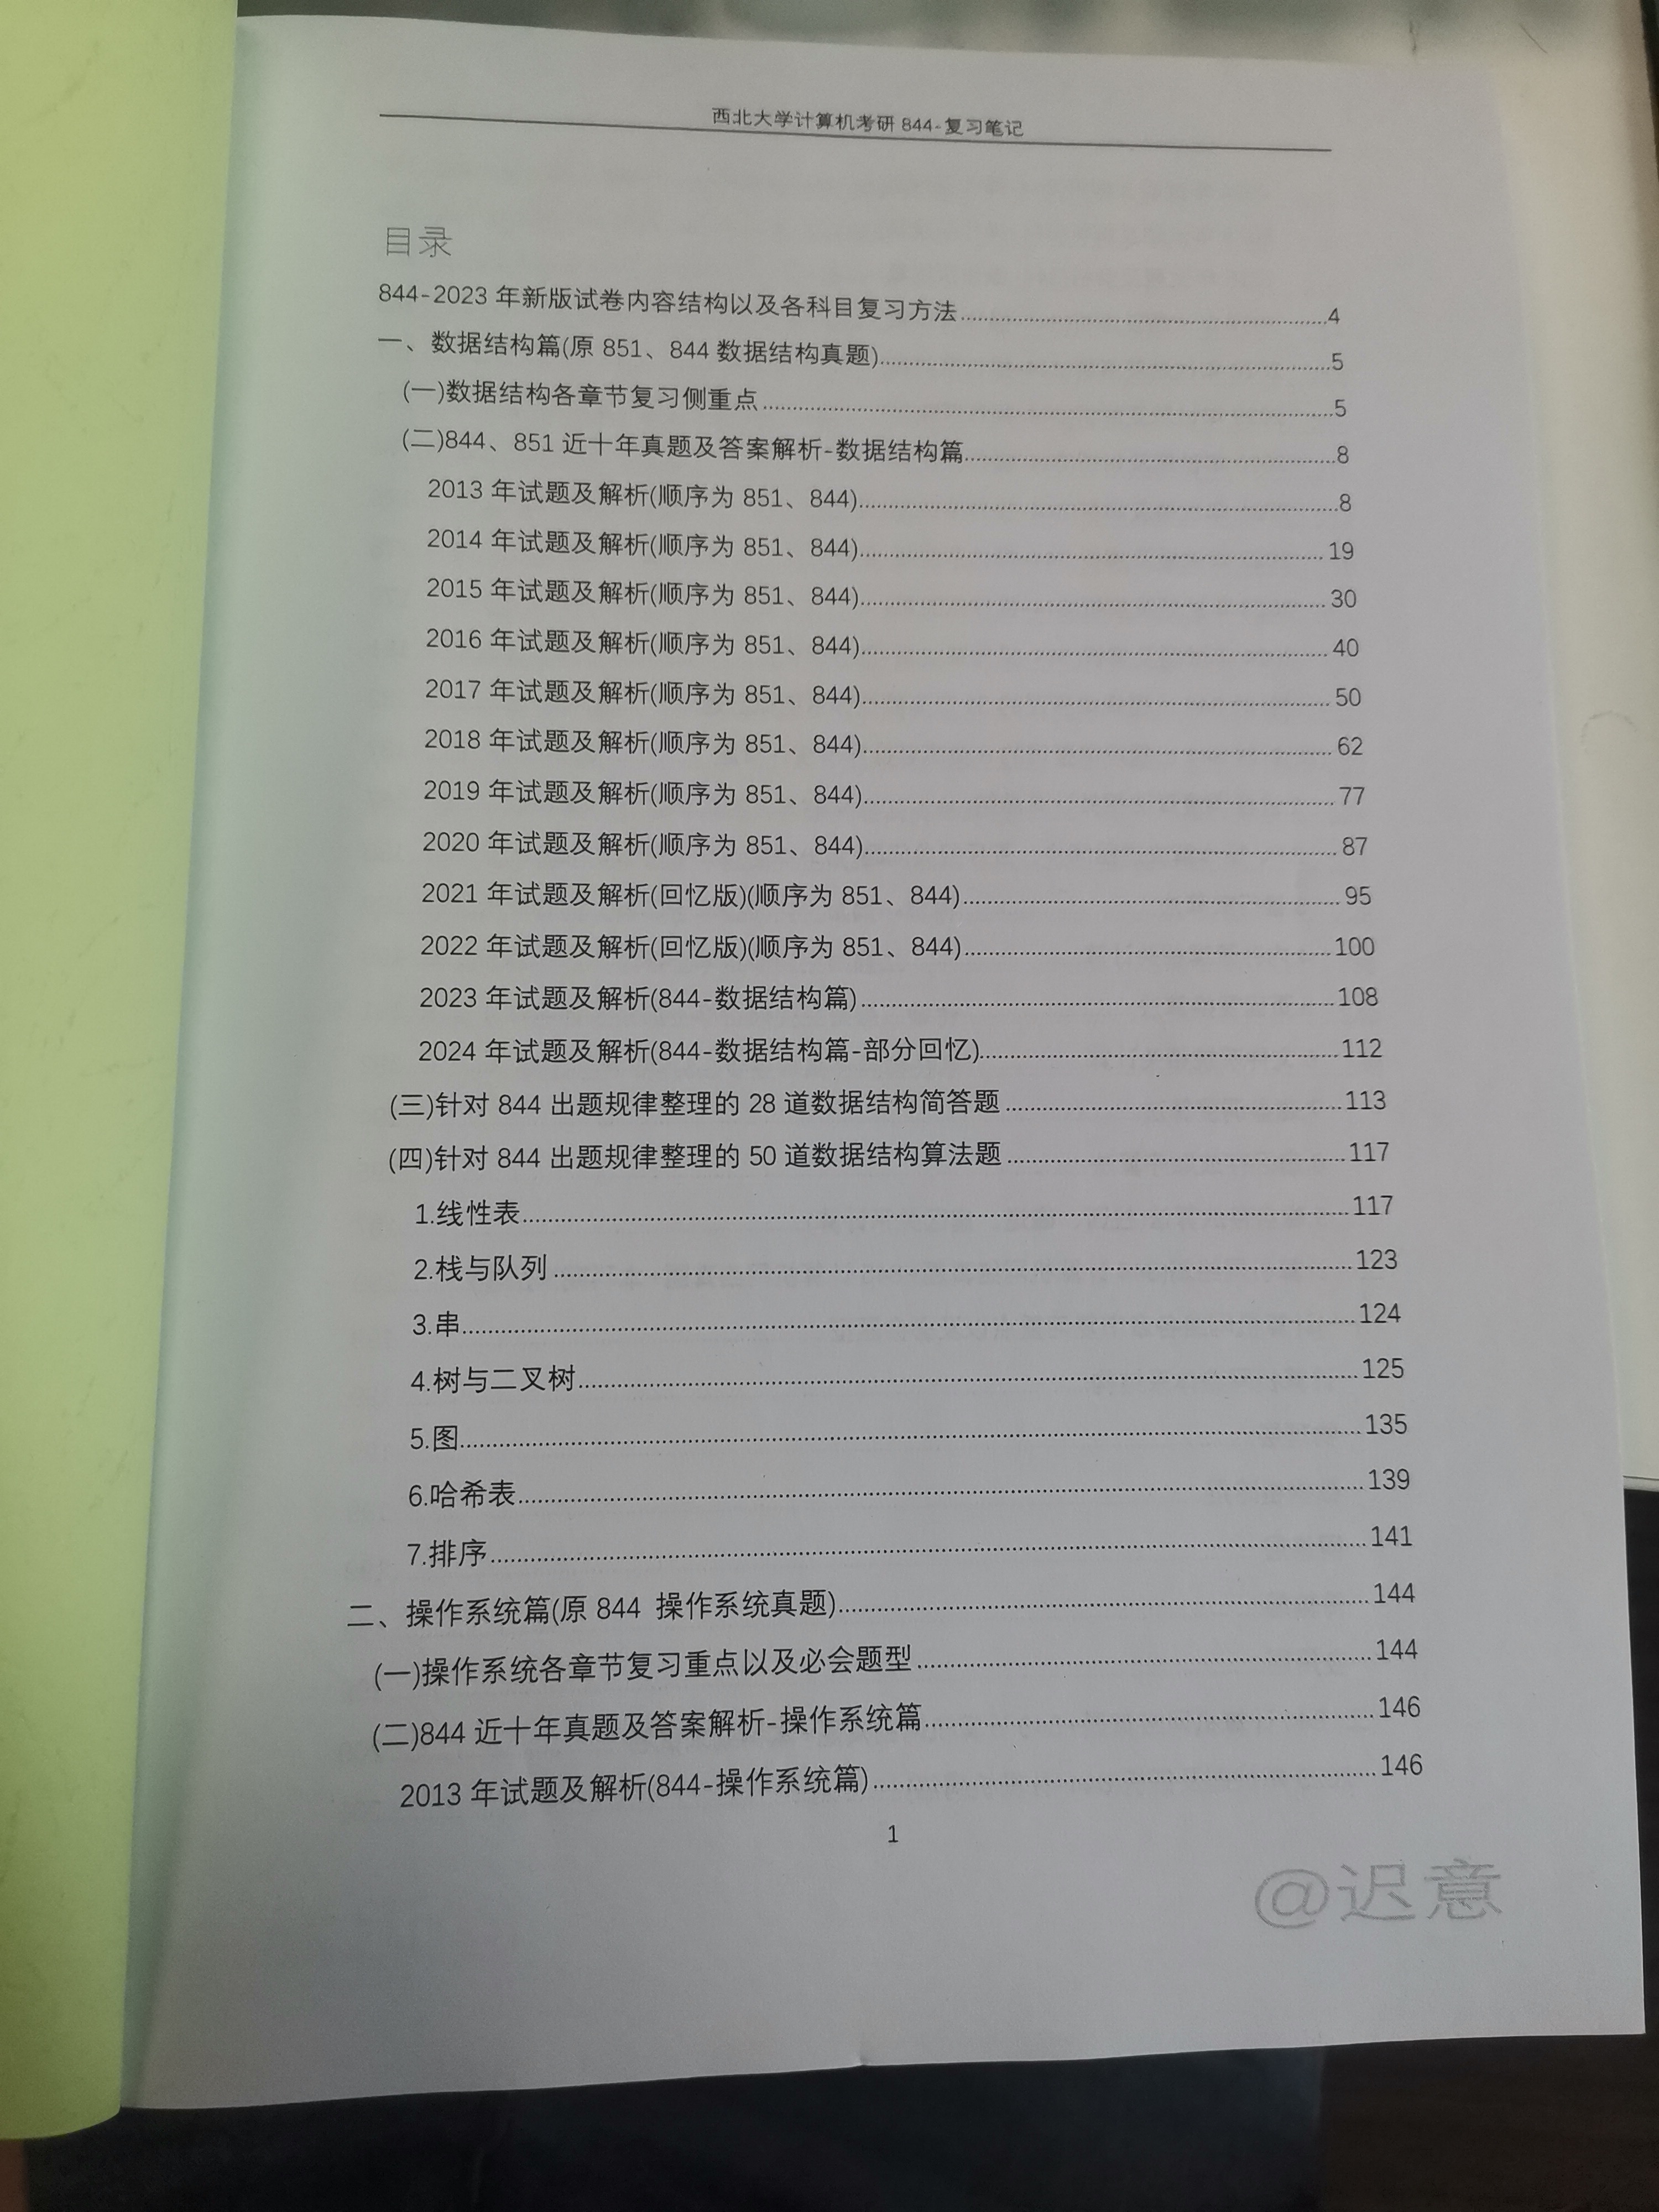 西北大学计算机考研 844-复习笔记
目录
844-2023 年新版试卷内容结构以及各科目复习方法........................4
一、数据结构篇(原 851、844 数据结构真题)........................5
(一)数据结构各章节复习侧重点........................5
(二)844、851 近十年真题及答案解析-数据结构篇........................8
2013 年试题及解析(顺序为 851、844)........................8
2014 年试题及解析(顺序为 851、844)........................19
2015 年试题及解析(顺序为 851、844)........................30
2016 年试题及解析(顺序为 851、844)........................40
2017 年试题及解析(顺序为 851、844)........................50
2018 年试题及解析(顺序为 851、844)........................62
2019 年试题及解析(顺序为 851、844)........................77
2020 年试题及解析(顺序为 851、844)........................87
2021 年试题及解析(回忆版)(顺序为 851、844)........................95
2022 年试题及解析(回忆版)(顺序为 851、844)........................100
2023 年试题及解析(844-数据结构篇)........................108
2024 年试题及解析(844-数据结构篇-部分回忆)........................112
(三)针对 844 出题规律整理的 28 道数据结构简答题........................113
(四)针对 844 出题规律整理的 50 道数据结构算法题........................117
1.线性表........................117
2.栈与队列........................123
3.串........................124
4.树与二叉树........................125
5.图........................135
6.哈希表........................139
7.排序........................141
二、操作系统篇(原 844 操作系统真题)........................144
(一)操作系统各章节复习重点以及必会题型........................144
(二)844 近十年真题及答案解析-操作系统篇........................146
2013 年试题及解析(844-操作系统篇)........................146
1
@迟意